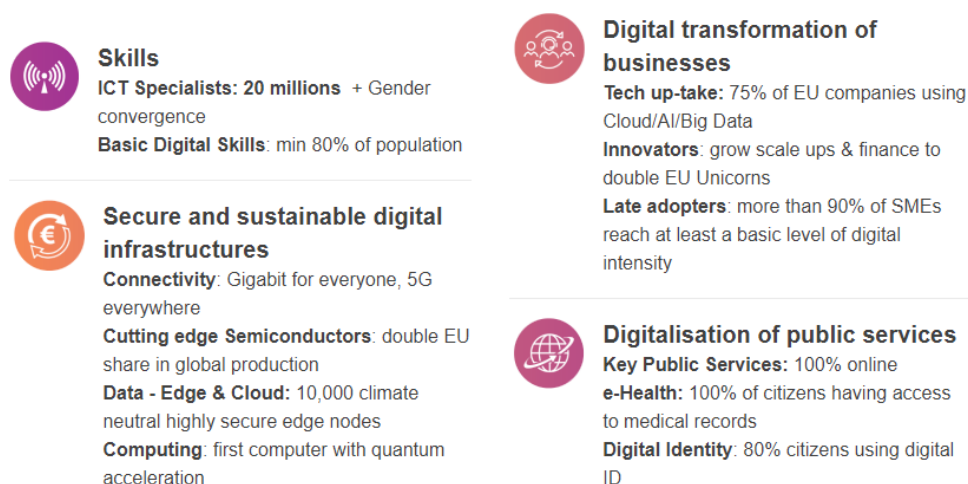 Skills
ICT Specialists: 20 millions + Gender
convergence
Basic Digital Skills: min 80% of population
Secure and sustainable digital
infrastructures
Connectivity: Gigabit for everyone, 5G
everywhere
Cutting edge Semiconductors: double EU
share in global production
Data - Edge & Cloud: 10,000 climate
neutral highly secure edge nodes
Computing: first computer with quantum
acceleration
Digital transformation of
businesses
Tech up-take: 75% of EU companies using
Cloud/AI/Big Data
Innovators: grow scale ups & finance to
double EU Unicorns
Late adopters: more than 90% of SMEs
reach at least a basic level of digital
intensity
Digitalisation of public services
Key Public Services: 100% online
e-Health: 100% of citizens having access
to medical records
Digital Identity: 80% citizens using digital
ID